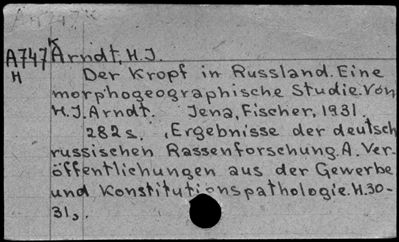 A747 Arndt, H.J.
H
Der Kropf in Russland. Eine
morphogeographische Studie. Von
H.J. Arndt. Jena, Fischer, 1931.
282 s. (Ergebnisse der deutsch
russischen Rassenforschung. A. Ver-
öffentlichungen aus der Gewerbe
und Konstitutionspathologie. H. 30-
31).